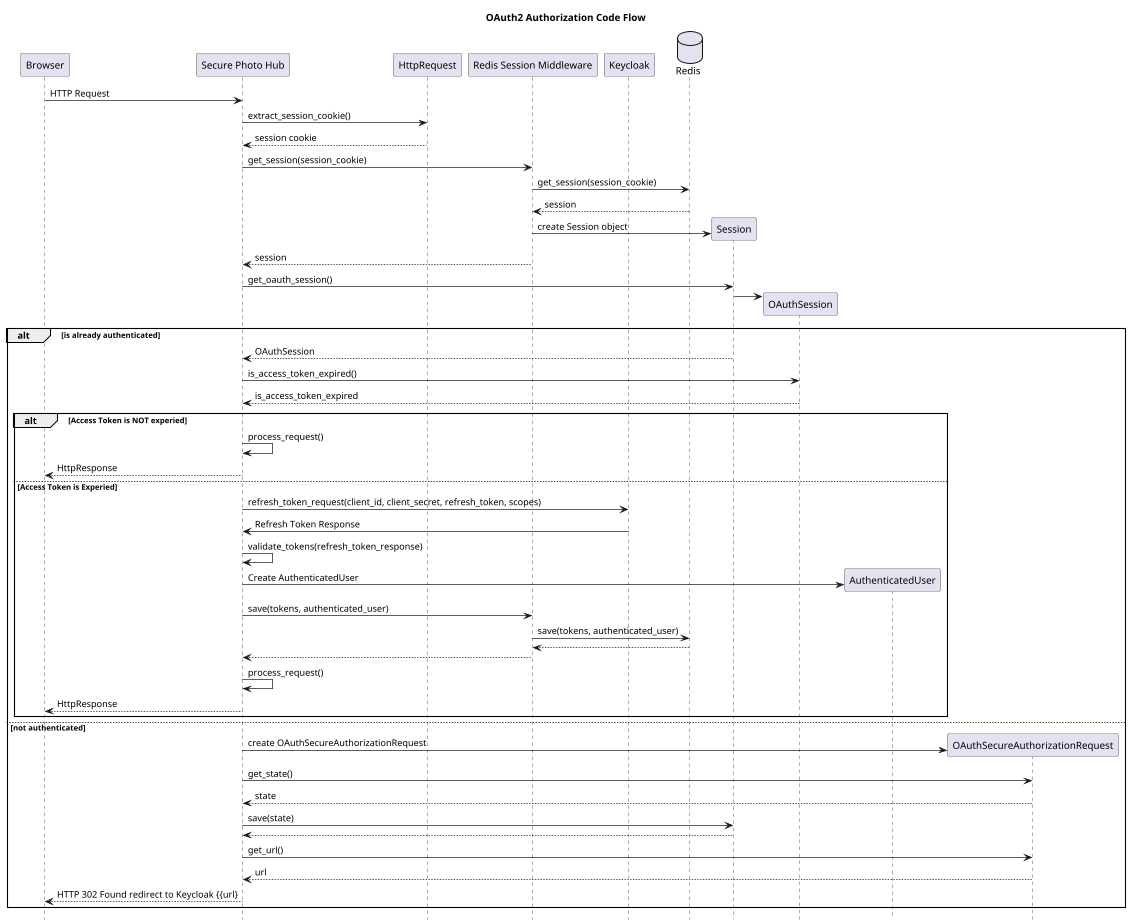 OAuth2 Authorization Code Flow
Browser
Secure Photo Hub
HttpRequest
Redis Session Middleware
Keycloak
Redis
HTTP Request
extract_session_cookie()
session cookie
get_session(session_cookie)
get_session(session_cookie)
session
create Session object
Session
session
get_oauth_session()
OAuthSession
alt [is already authenticated]
OAuthSession
is_access_token_expired()
is_access_token_expired
alt [Access Token is NOT experied]
process_request()
HttpResponse
[Access Token is Experied]
refresh_token_request(client_id, client_secret, refresh_token, scopes)
Refresh Token Response
validate_tokens(refresh_token_response)
Create AuthenticatedUser
AuthenticatedUser
save(tokens, authenticated_user)
save(tokens, authenticated_user)
process_request()
HttpResponse
[not authenticated]
create OAuthSecureAuthorizationRequest
OAuthSecureAuthorizationRequest
get_state()
state
save(state)
get_url()
url
HTTP 302 Found redirect to Keycloak {{url}